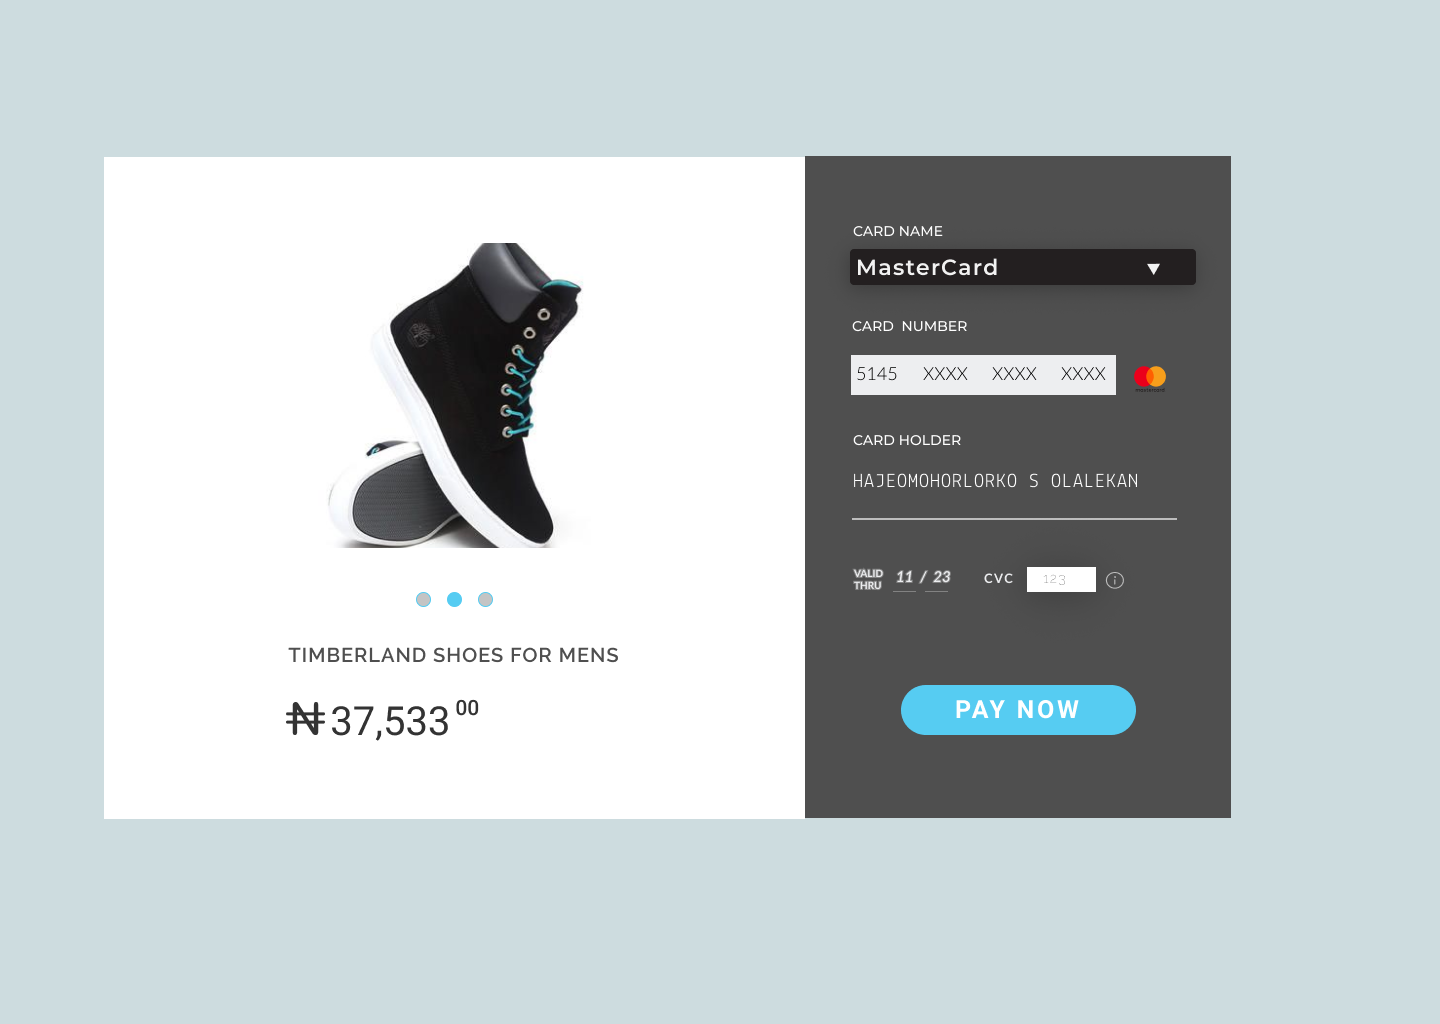 TIMBERLAND SHOES FOR MENS
₦37,533 00
CARD NAME
MasterCard
CARD NUMBER
5145 XXXX XXXX XXXX
mastercard
CARD HOLDER
HAJEOMOHORLORKO S OLALEKAN
VALID THRU 11 / 23 CVC 123
PAY NOW